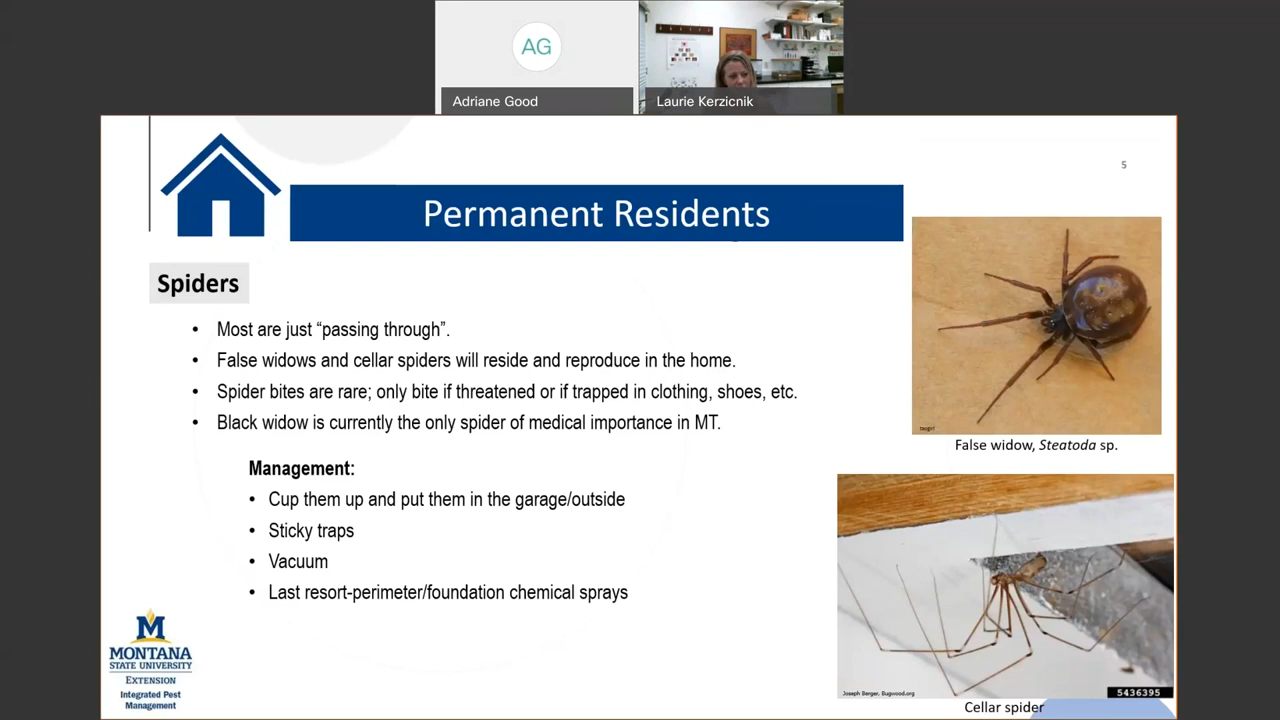 AG
Adriane Good
Laurie Kerzicnik
5
Permanent Residents
Spiders
• Most are just “passing through”.
• False widows and cellar spiders will reside and reproduce in the home.
• Spider bites are rare; only bite if threatened or if trapped in clothing, shoes, etc.
• Black widow is currently the only spider of medical importance in MT.
Management:
• Cup them up and put them in the garage/outside
• Sticky traps
• Vacuum
• Last resort-perimeter/foundation chemical sprays
False widow, Steatoda sp.
Joseph Berger, Bugwood.org
5436395
Cellar spider
M
MONTANA
STATE UNIVERSITY
EXTENSION
Integrated Pest
Management